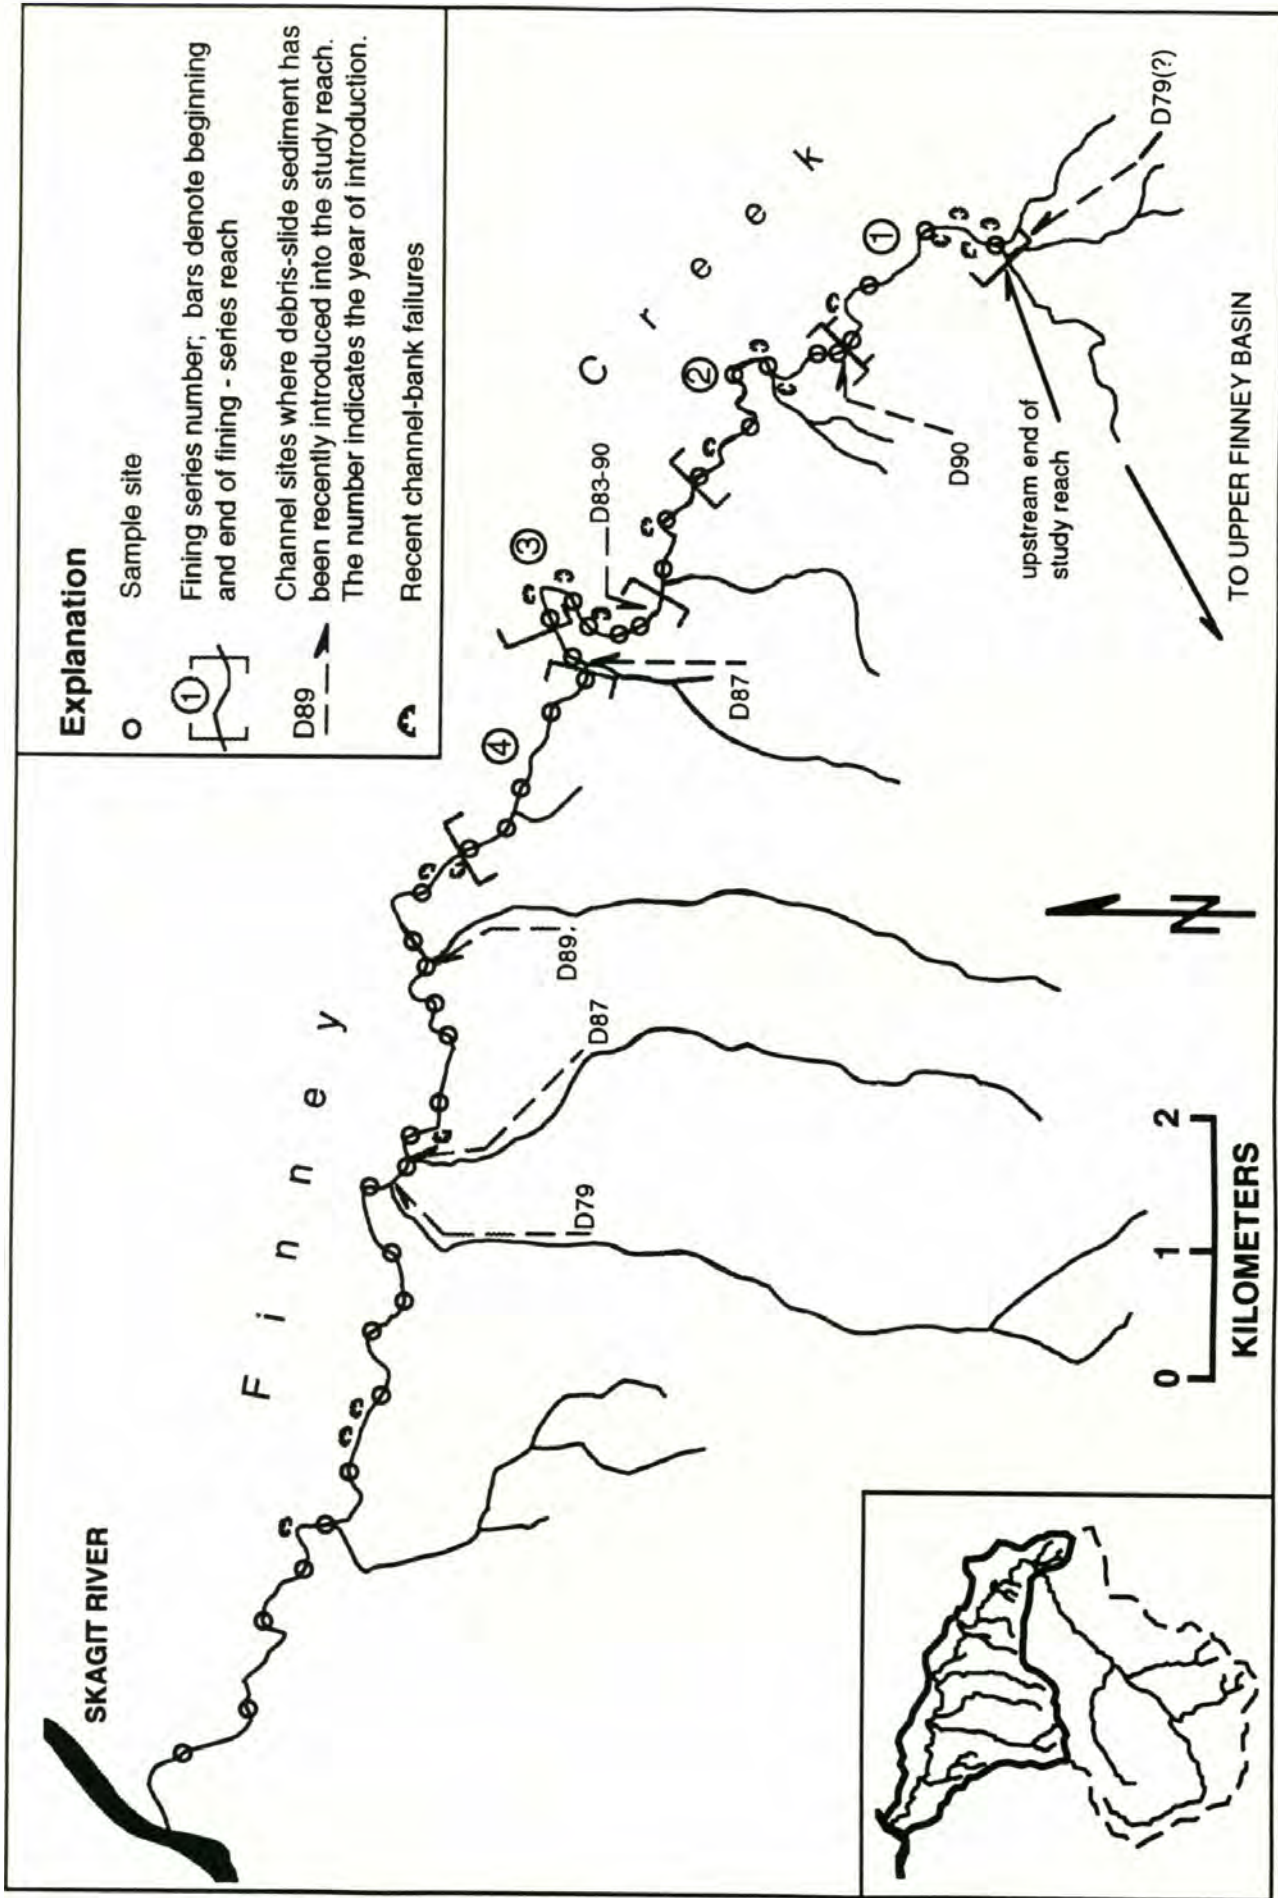 Explanation
Sample site
1
Fining series number; bars denote beginning
and end of fining - series reach
D89
Channel sites where debris-slide sediment has
been recently introduced into the study reach.
The number indicates the year of introduction.
Recent channel-bank failures
SKAGIT RIVER
Finney Creek
D79
D87
D89
4
D87
3
D83-90
2
D90
1
D79(?)
upstream end of
study reach
TO UPPER FINNEY BASIN
N
0 1 2
KILOMETERS